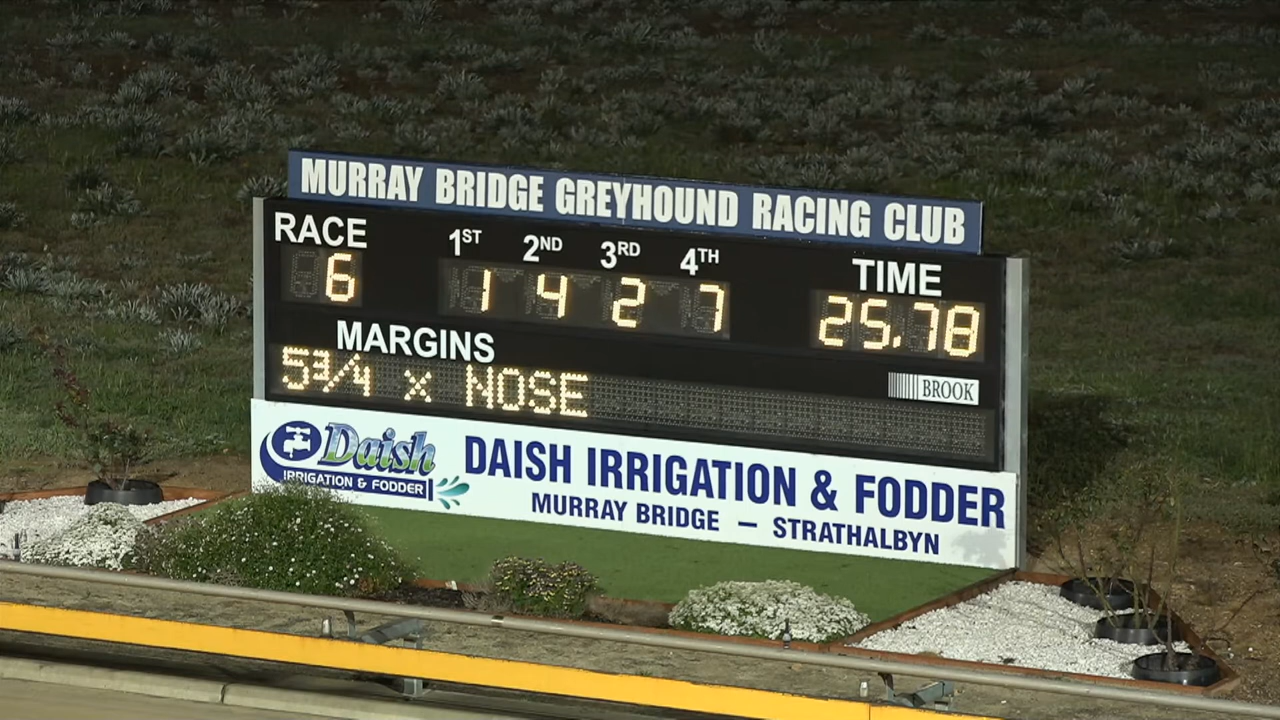 MURRAY BRIDGE GREYHOUND RACING CLUB
RACE 1ST 2ND 3RD 4TH TIME
6 1 4 2 7 25.78
MARGINS
5¾ x NOSE
BROOK
Daish
IRRIGATION & FODDER
DAISH IRRIGATION & FODDER
MURRAY BRIDGE — STRATHALBYN